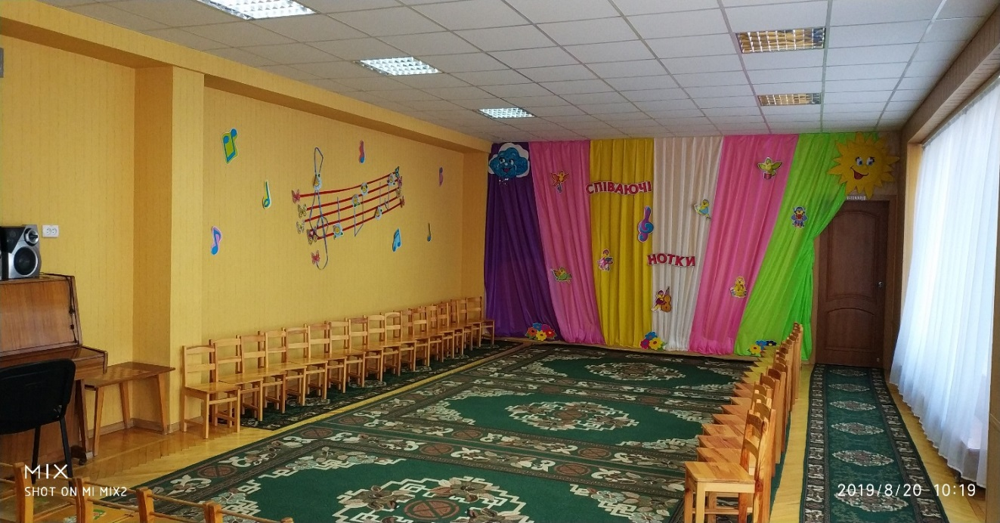 СПІВАЮЧІ
НОТКИ
MIX
SHOT ON MI MIX2
2019/8/20 10:19